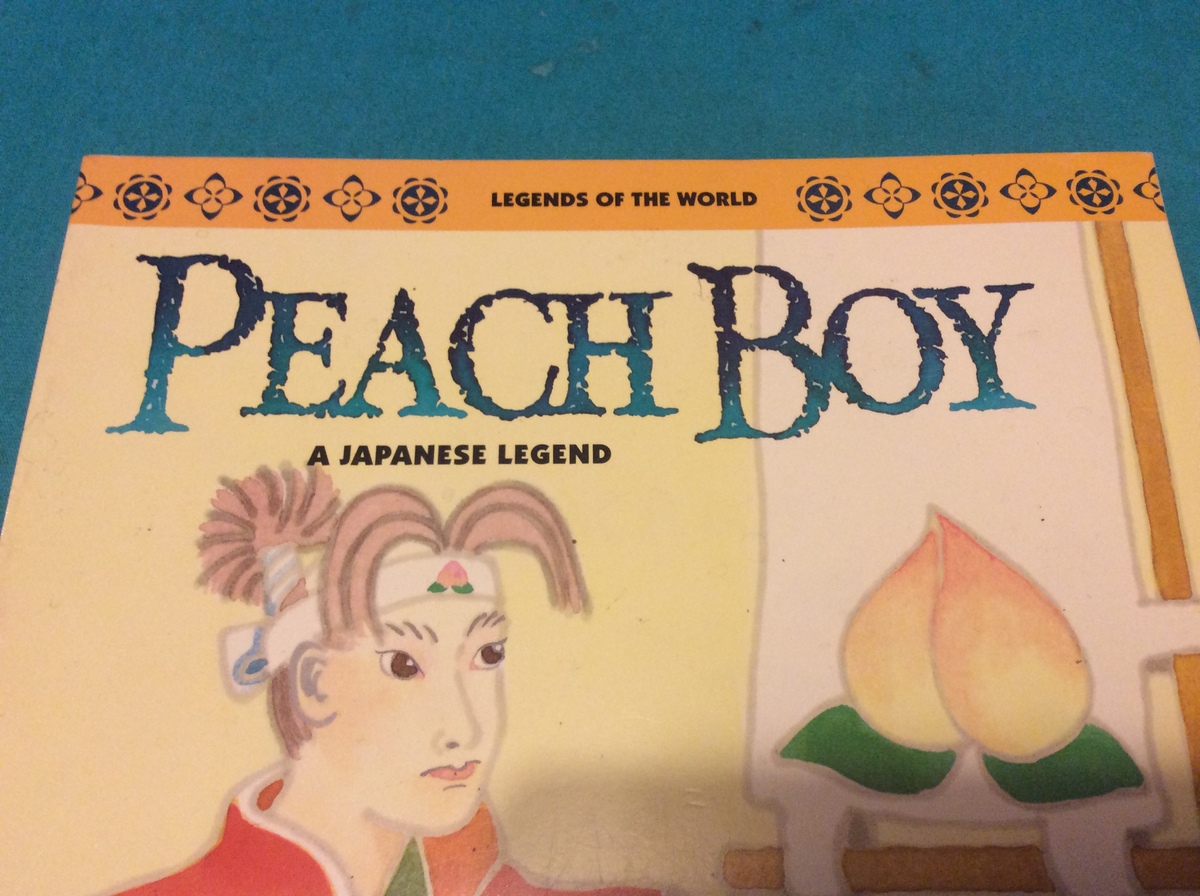 LEGENDS OF THE WORLD
PEACH BOY
A JAPANESE LEGEND